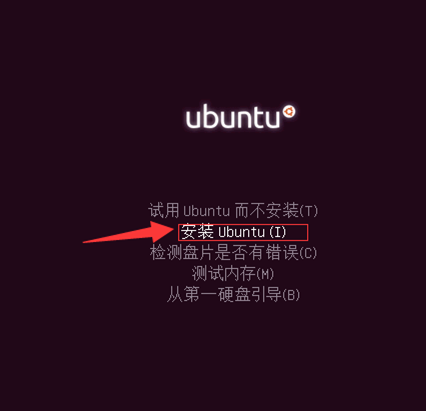 ubuntu
试用 Ubuntu 而不安装(T)
安装 Ubuntu(I)
检测盘片是否有错误(C)
测试内存(M)
从第一硬盘引导(B)